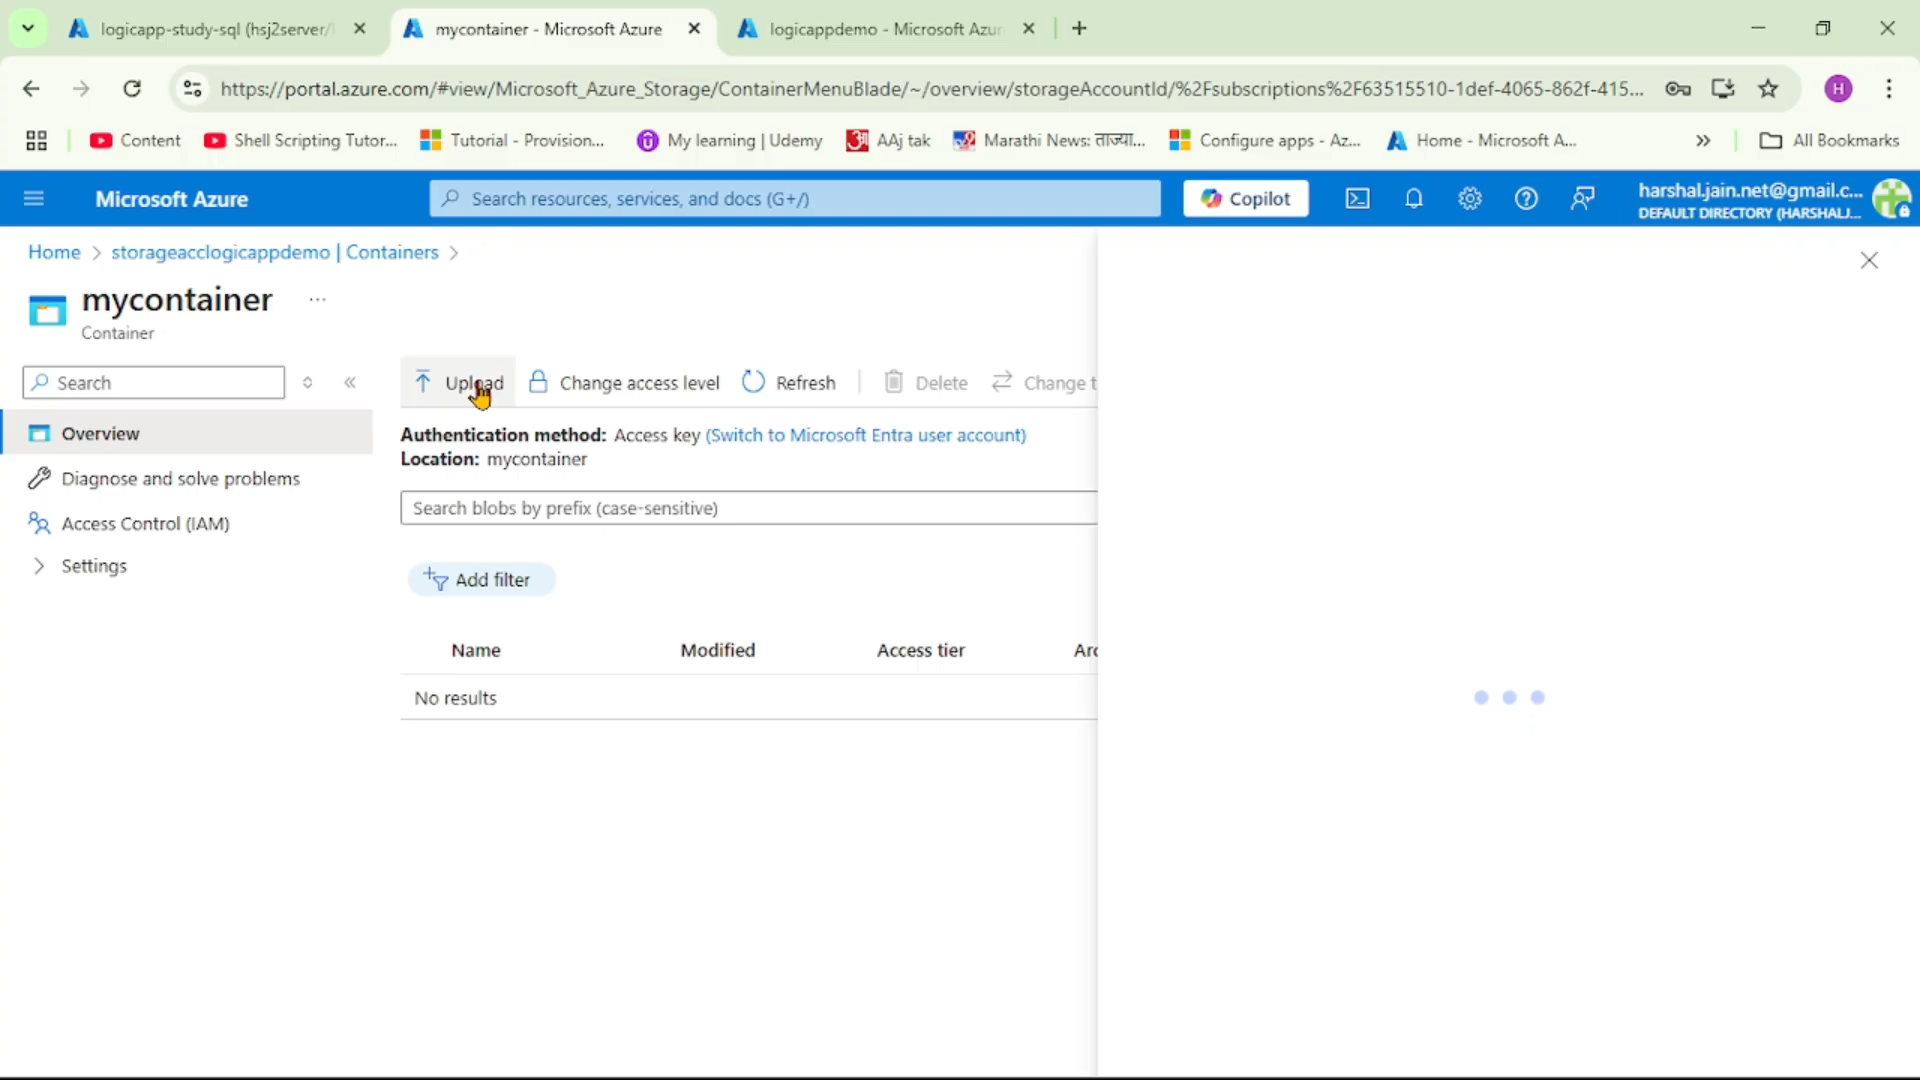 logicapp-study-sql (hsj2server/
mycontainer - Microsoft Azure
logicappdemo - Microsoft Azur
https://portal.azure.com/#view/Microsoft_Azure_Storage/ContainerMenuBlade/~/overview/storageAccountId/%2Fsubscriptions%2F63515510-1def-4065-862f-415...
H
Content
Shell Scripting Tutor...
Tutorial - Provision...
My learning | Udemy
AAj tak
Marathi News: ताज्या...
Configure apps - Az...
Home - Microsoft A...
All Bookmarks
Microsoft Azure
Search resources, services, and docs (G+/)
Copilot
harshal.jain.net@gmail.c...
DEFAULT DIRECTORY (HARSHALJ...
Home > storageacclogicappdemo | Containers >
mycontainer
Container
Search
Upload
Change access level
Refresh
Delete
Change t
Overview
Diagnose and solve problems
Access Control (IAM)
Settings
Authentication method: Access key (Switch to Microsoft Entra user account)
Location: mycontainer
Search blobs by prefix (case-sensitive)
Add filter
Name Modified Access tier Arc
No results